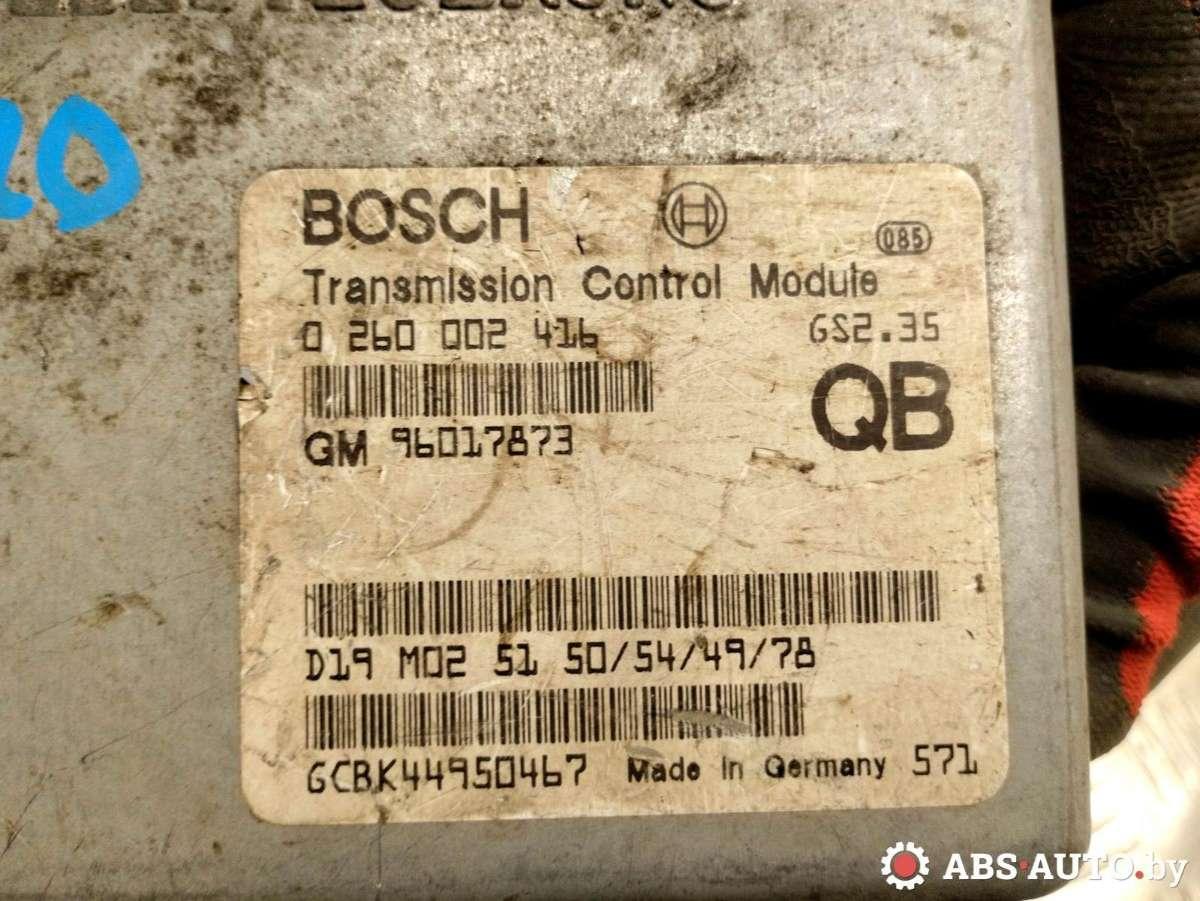 20
BOSCH
085
Transmission Control Module
0 260 002 416 GS2.35
QB
GM 96017873
D19 M02 51 50/54/49/78
GCBK44950467 Made in Germany 571
ABS·AUTO.by